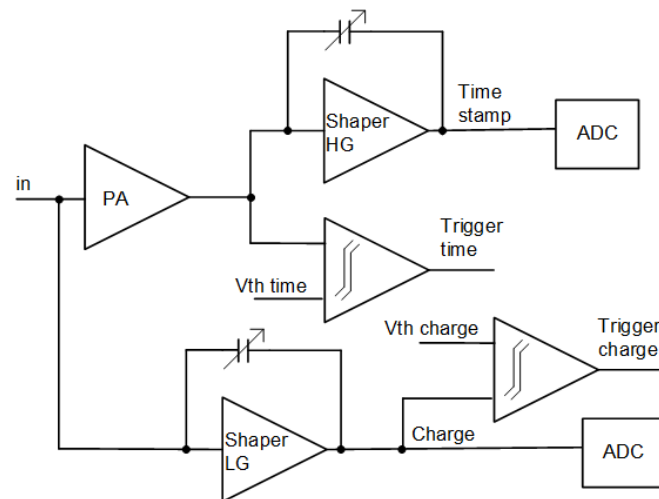 Time
stamp
Shaper
HG
ADC
in
PA
Trigger
time
Vth time
Vth charge
Trigger
charge
Shaper
LG
Charge
ADC